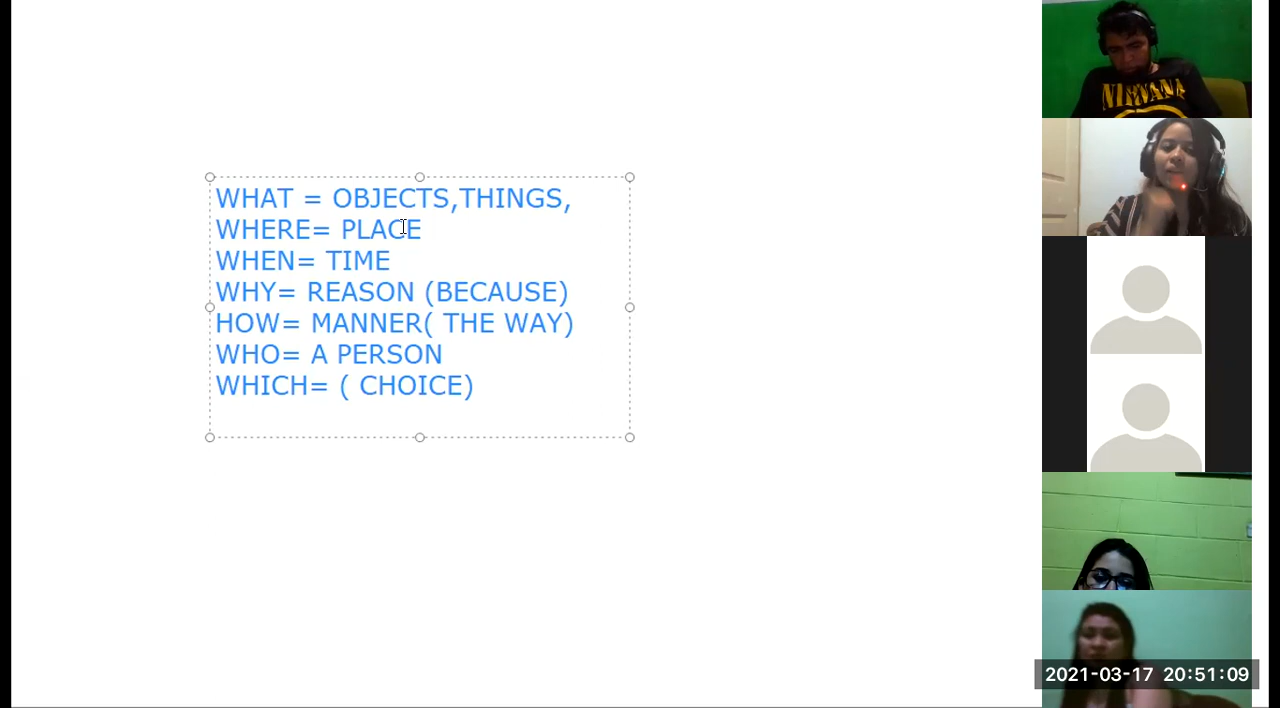 WHAT = OBJECTS,THINGS,
WHERE= PLACE
WHEN= TIME
WHY= REASON (BECAUSE)
HOW= MANNER( THE WAY)
WHO= A PERSON
WHICH= ( CHOICE)
NIRVANA
2021-03-17 20:51:09